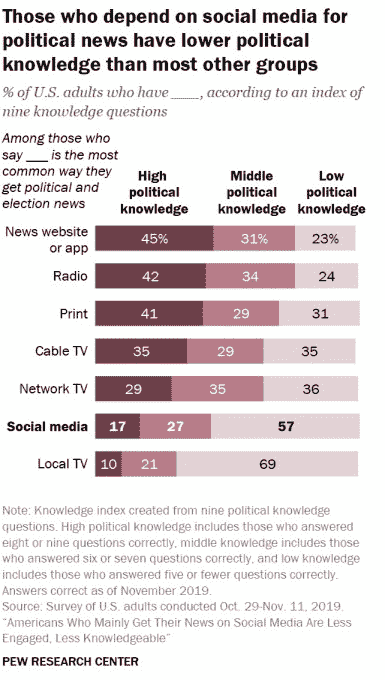 Those who depend on social media for
political news have lower political
knowledge than most other groups
% of U.S. adults who have ____, according to an index of
nine knowledge questions
Among those who
say ___ is the most
common way they
get political and
election news
High
political
knowledge
Middle
political
knowledge
Low
political
knowledge
News website
or app
45%
31%
23%
Radio
42
34
24
Print
41
29
31
Cable TV
35
29
35
Network TV
29
35
36
Social media
17
27
57
Local TV
10
21
69
Note: Knowledge index created from nine political knowledge
questions. High political knowledge includes those who answered
eight or nine questions correctly, middle knowledge includes those
who answered six or seven questions correctly, and low knowledge
includes those who answered five or fewer questions correctly.
Answers correct as of November 2019.
Source: Survey of U.S. adults conducted Oct. 29-Nov. 11, 2019.
"Americans Who Mainly Get Their News on Social Media Are Less
Engaged, Less Knowledgeable"
PEW RESEARCH CENTER